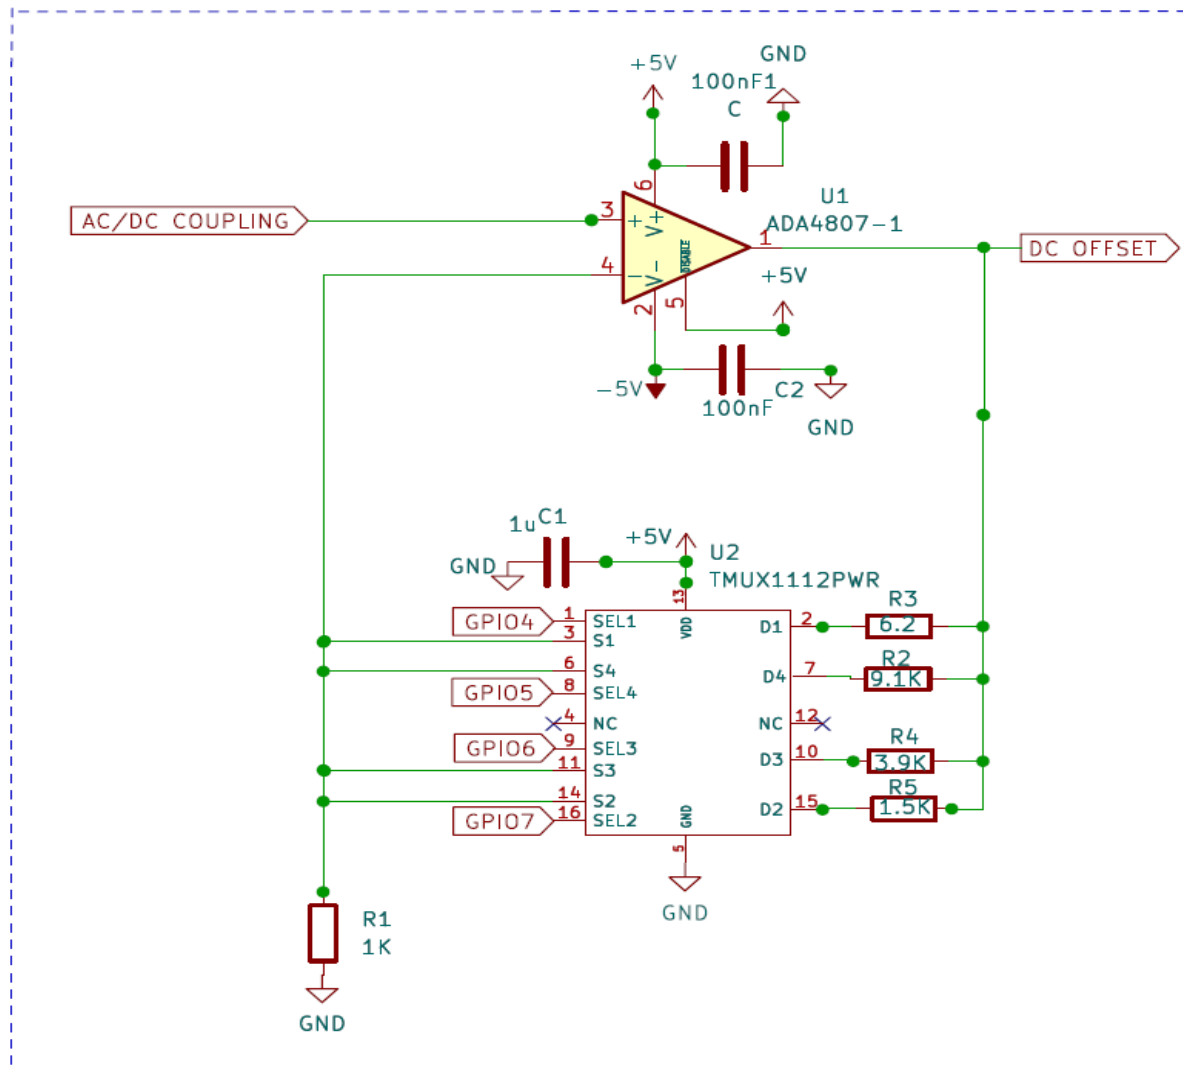 GND
+5V
100nF1
C
6
U1
AC/DC COUPLING
3
+
V+
ADA4807-1
DISABLE
1
DC OFFSET
4
-
V-
+5V
2
5
-5V
C2
100nF
GND
1u
C1
+5V
U2
GND
TMUX1112PWR
13
R3
GPIO4
1
SEL1
VDD
D1
2
6.2
3
S1
6
S4
D4
7
R2
9.1K
GPIO5
8
SEL4
4
NC
NC
12
GPIO6
9
SEL3
D3
10
R4
3.9K
11
S3
R5
14
S2
D2
15
1.5K
GPIO7
16
SEL2
GND
5
GND
R1
1K
GND